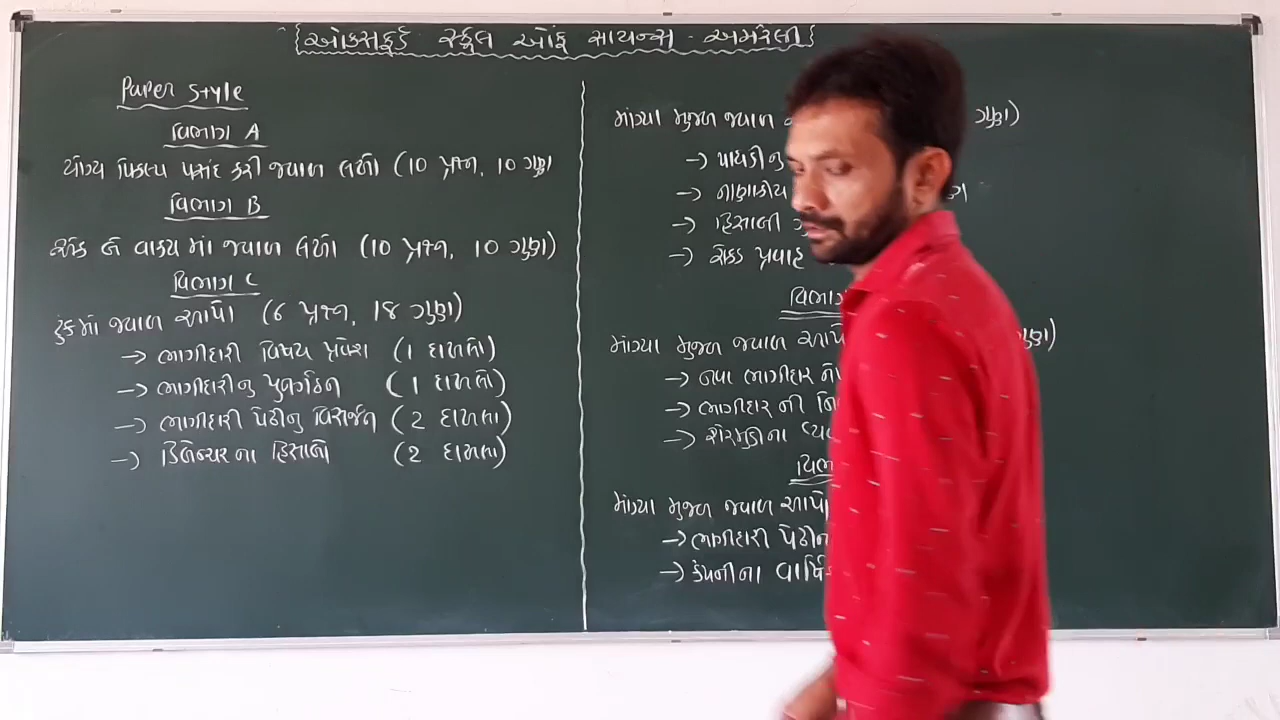 {ઓક્સફર્ડ સ્કૂલ ઓફ સાયન્સ - અમરેલી}
Paper Style
વિભાગ A
યોગ્ય વિકલ્પ પસંદ કરી જવાબ લખો (10 પ્રશ્ન, 10 ગુણ
વિભાગ B
એક બે વાક્ય માં જવાબ લખો (10 પ્રશ્ન, 10 ગુણ)
વિભાગ C
ટુંકમાં જવાબ આપો (6 પ્રશ્ન, 18 ગુણ)
→ ભાગીદારી વિષય પ્રવેશ (1 દાખલો)
→ ભાગીદારીનુ પુનર્ગઠન (1 દાખલો)
→ ભાગીદારી પેઢીનુ વિસર્જન (2 દાખલા)
→ ડિબેન્ચર ના હિસાબો (2 દાખલા)
માંગ્યા મુજબ જવાબ ગુણ)
→ પાઘડીનુ
→ નાણાકીય
→ હિસાબી
→ રોકડ પ્રવાહ
વિભાગ
માંગ્યા મુજબ જવાબ આપો ગુણ)
→ નવા ભાગીદાર નો
→ ભાગીદાર ની
→ શેરમુડીના
માંગ્યા મુજબ જવાબ આપો
→ ભાગીદારી પેઢીન
→ કંપનીના